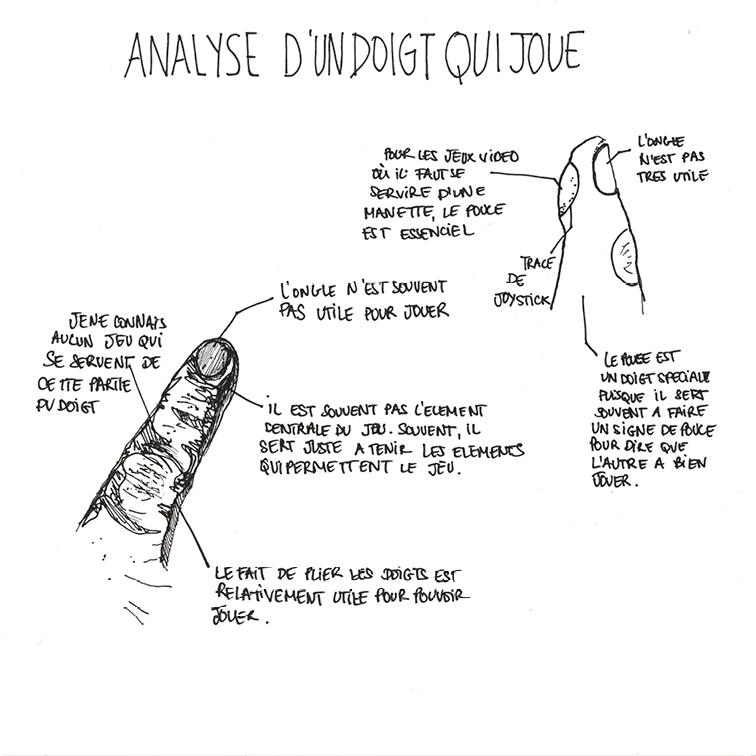 ANALYSE D'UN DOIGT QUI JOUE
POUR LES JEUX VIDEO
OÙ IL FAUT SE
SERVIRE D'UNE
MANETTE, LE POUCE
EST ESSENCIEL
L'ONGLE
N'EST PAS
TRES UTILE
TRACE
DE
JOYSTICK
L'ONGLE N'EST SOUVENT
PAS UTILE POUR JOUER
JE NE CONNAIS
AUCUN JEU QUI
SE SERVENT DE
CETTE PARTIE
DU DOIGT
IL EST SOUVENT PAS L'ELEMENT
CENTRALE DU JEU. SOUVENT, IL
SERT JUSTE A TENIR LES ELEMENTS
QUI PERMETTENT LE JEU.
LE POUSE EST
UN DOIGT SPECIALE
PUISQUE IL SERT
SOUVENT A FAIRE
UN SIGNE DE POUCE
POUR DIRE QUE
L'AUTRE A BIEN
JOUER.
LE FAIT DE PLIER LES DOIGTS EST
RELATIVEMENT UTILE POUR POUVOIR
JOUER.